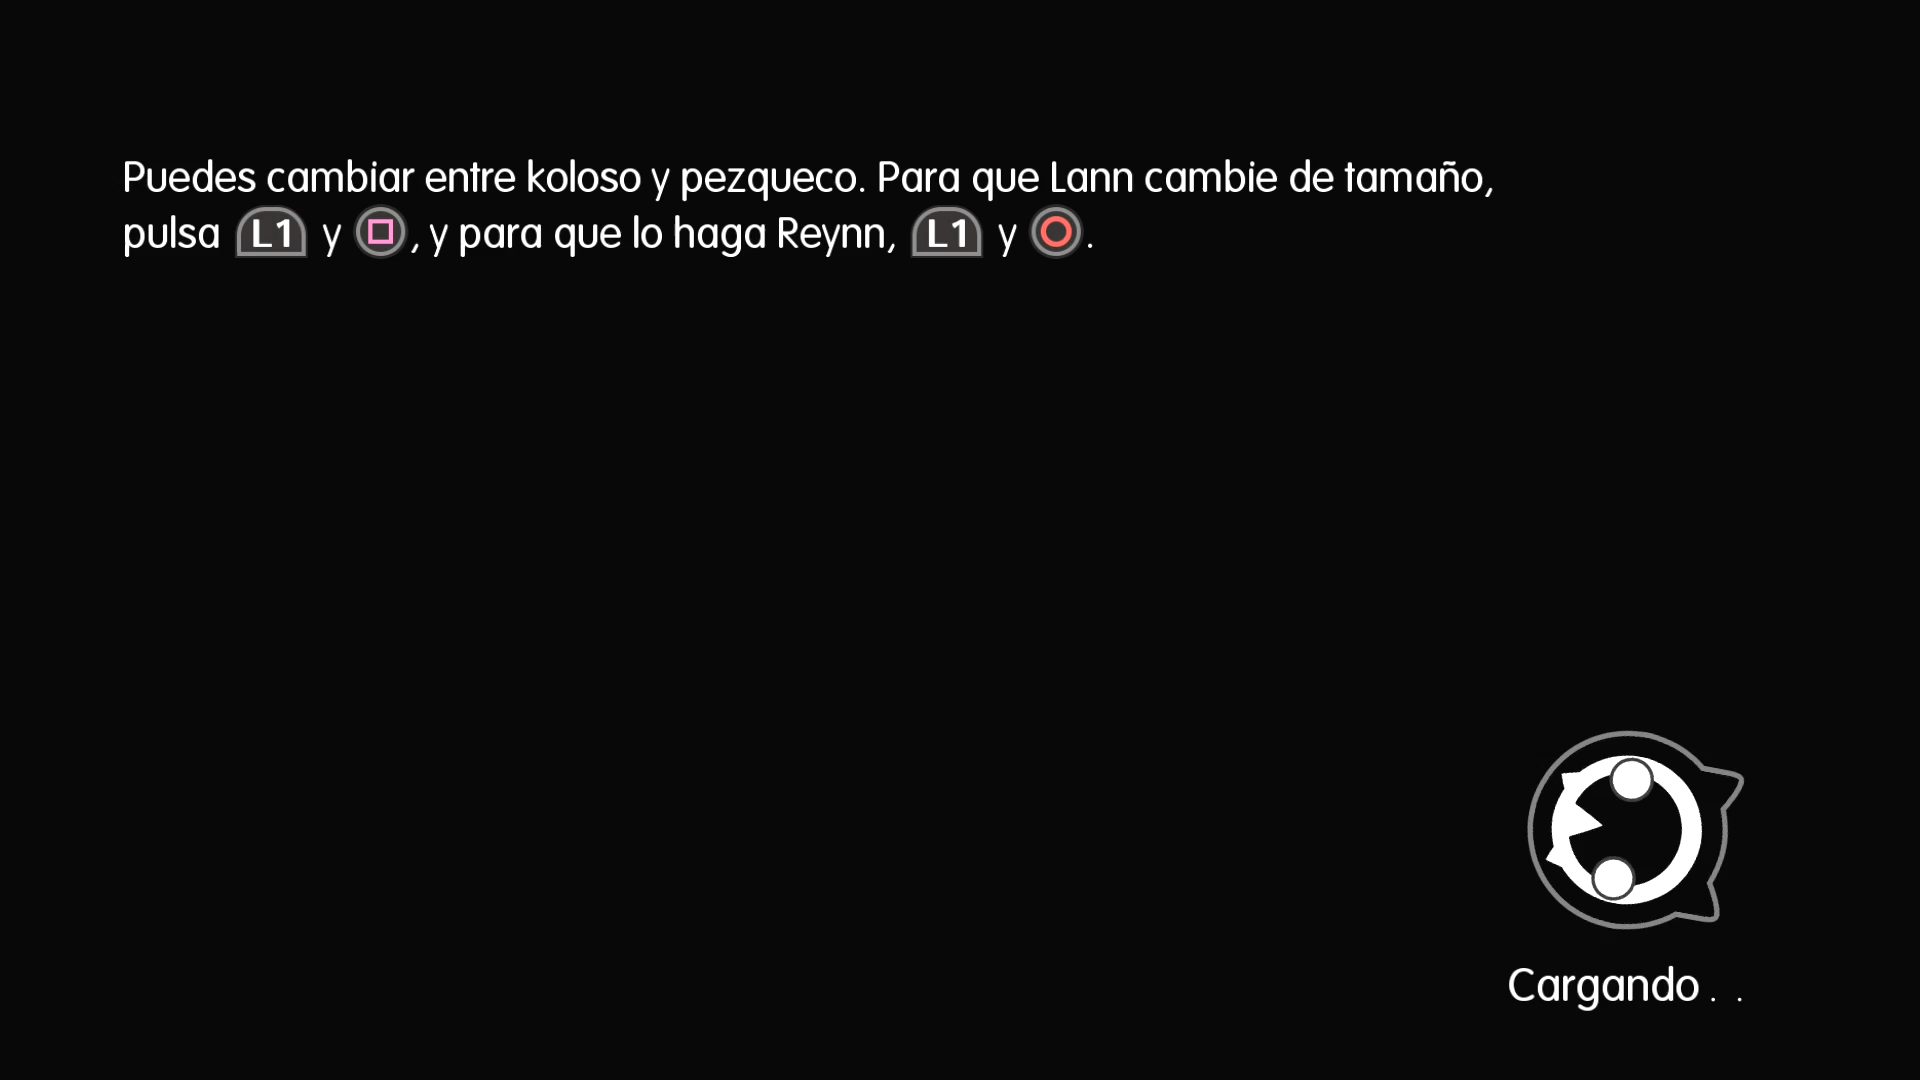 Puedes cambiar entre koloso y pezqueco. Para que Lann cambie de tamaño,
pulsa L1 y □, y para que lo haga Reynn, L1 y ○.
Cargando . .